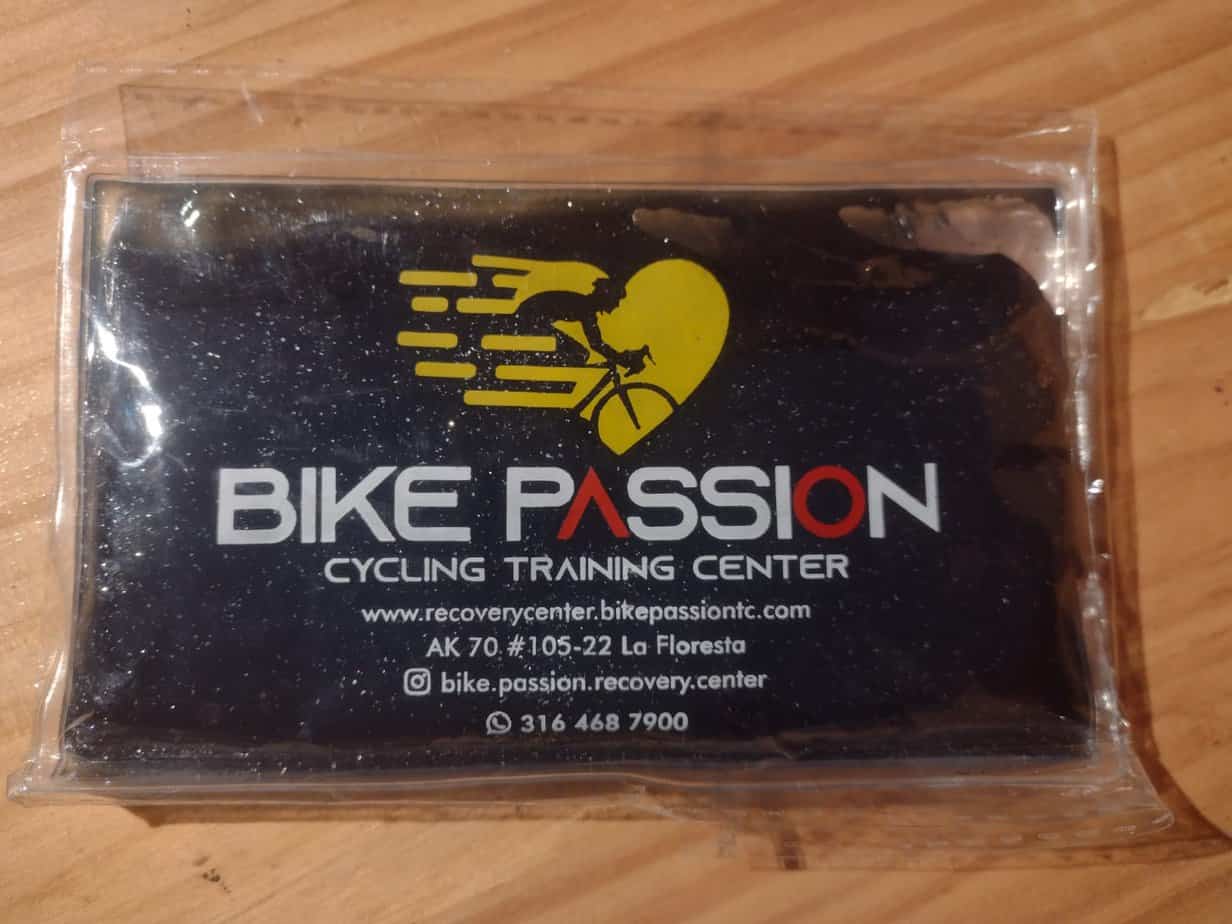 BIKE PASSION
CYCLING TRAINING CENTER
www.recoverycenter.bikepassiontc.com
AK 70 #105-22 La Floresta
bike.passion.recovery.center
316 468 7900